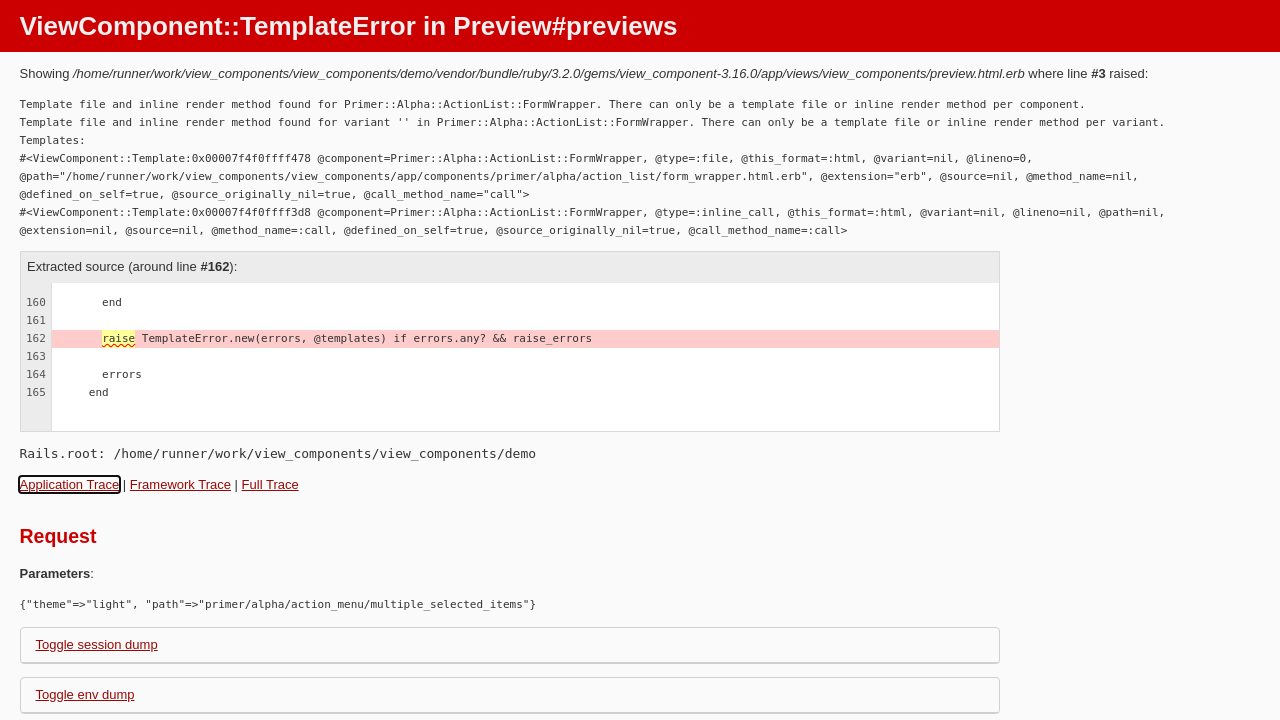 ViewComponent::TemplateError in Preview#previews
Showing /home/runner/work/view_components/view_components/demo/vendor/bundle/ruby/3.2.0/gems/view_component-3.16.0/app/views/view_components/preview.html.erb where line #3 raised:
Template file and inline render method found for Primer::Alpha::ActionList::FormWrapper. There can only be a template file or inline render method per component.
Template file and inline render method found for variant '' in Primer::Alpha::ActionList::FormWrapper. There can only be a template file or inline render method per variant.
Templates:
#<ViewComponent::Template:0x00007f4f0ffff478 @component=Primer::Alpha::ActionList::FormWrapper, @type=:file, @this_format=:html, @variant=nil, @lineno=0,
@path="/home/runner/work/view_components/view_components/app/components/primer/alpha/action_list/form_wrapper.html.erb", @extension="erb", @source=nil, @method_name=nil,
@defined_on_self=true, @source_originally_nil=true, @call_method_name="call">
#<ViewComponent::Template:0x00007f4f0ffff3d8 @component=Primer::Alpha::ActionList::FormWrapper, @type=:inline_call, @this_format=:html, @variant=nil, @lineno=nil, @path=nil,
@extension=nil, @source=nil, @method_name=:call, @defined_on_self=true, @source_originally_nil=true, @call_method_name=:call>
Extracted source (around line #162):
160 end
161
162 raise TemplateError.new(errors, @templates) if errors.any? && raise_errors
163
164 errors
165 end
Rails.root: /home/runner/work/view_components/view_components/demo
Application Trace | Framework Trace | Full Trace
Request
Parameters:
{"theme"=>"light", "path"=>"primer/alpha/action_menu/multiple_selected_items"}
Toggle session dump
Toggle env dump